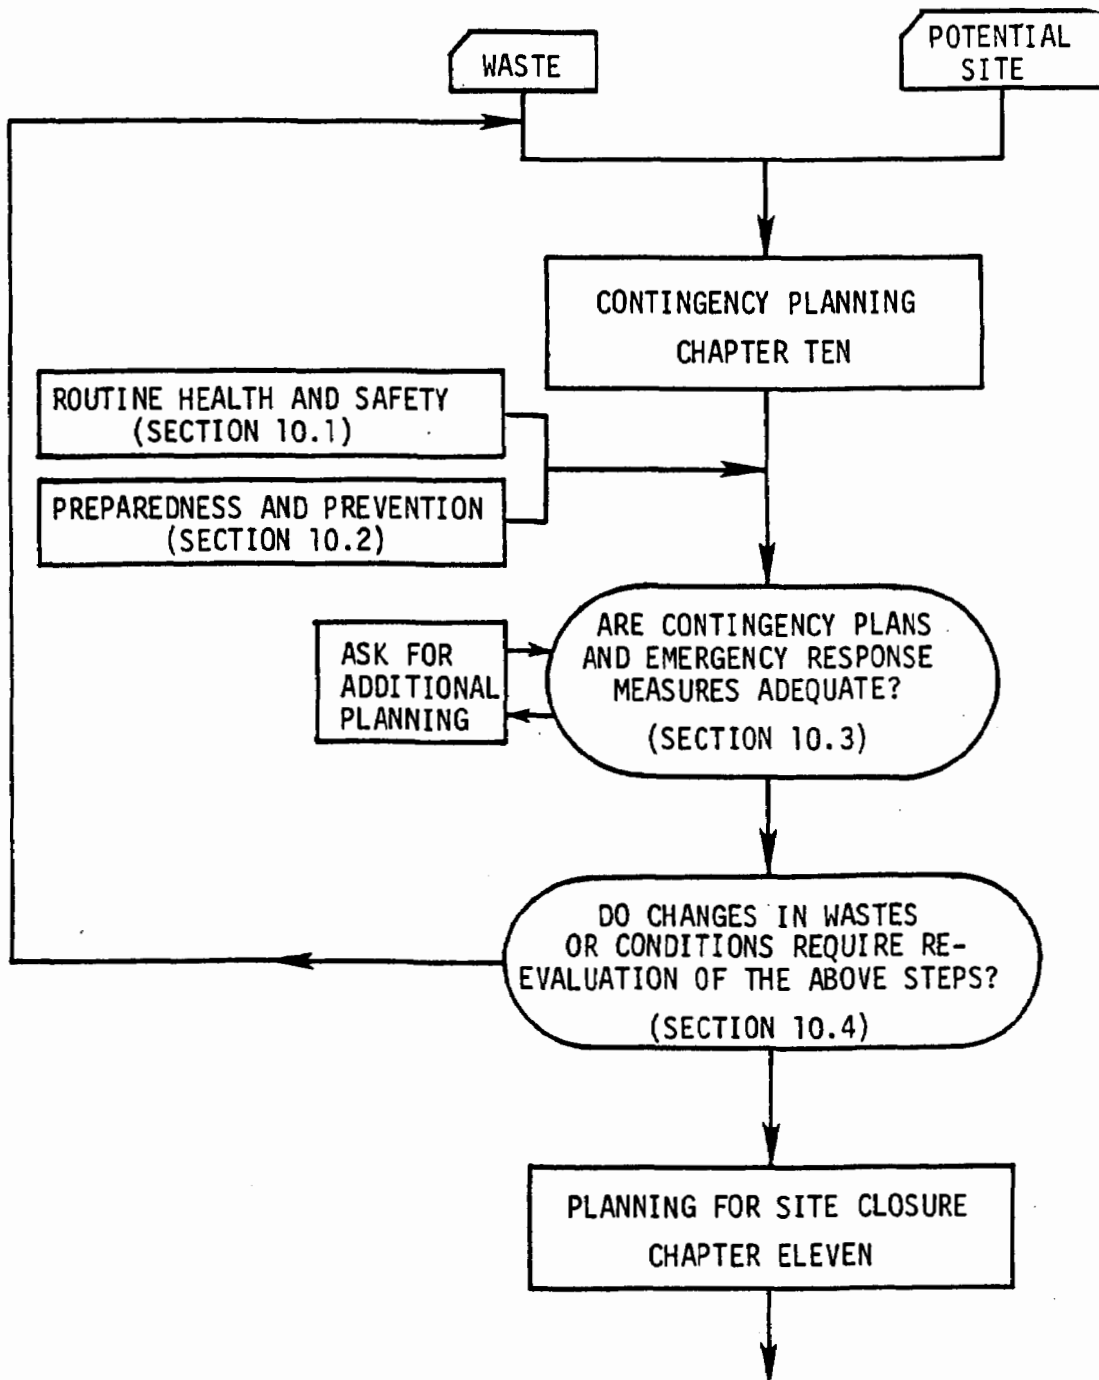 WASTE
POTENTIAL
SITE
CONTINGENCY PLANNING
CHAPTER TEN
ROUTINE HEALTH AND SAFETY
(SECTION 10.1)
PREPAREDNESS AND PREVENTION
(SECTION 10.2)
ARE CONTINGENCY PLANS
AND EMERGENCY RESPONSE
MEASURES ADEQUATE?
(SECTION 10.3)
ASK FOR
ADDITIONAL
PLANNING
DO CHANGES IN WASTES
OR CONDITIONS REQUIRE RE-
EVALUATION OF THE ABOVE STEPS?
(SECTION 10.4)
PLANNING FOR SITE CLOSURE
CHAPTER ELEVEN